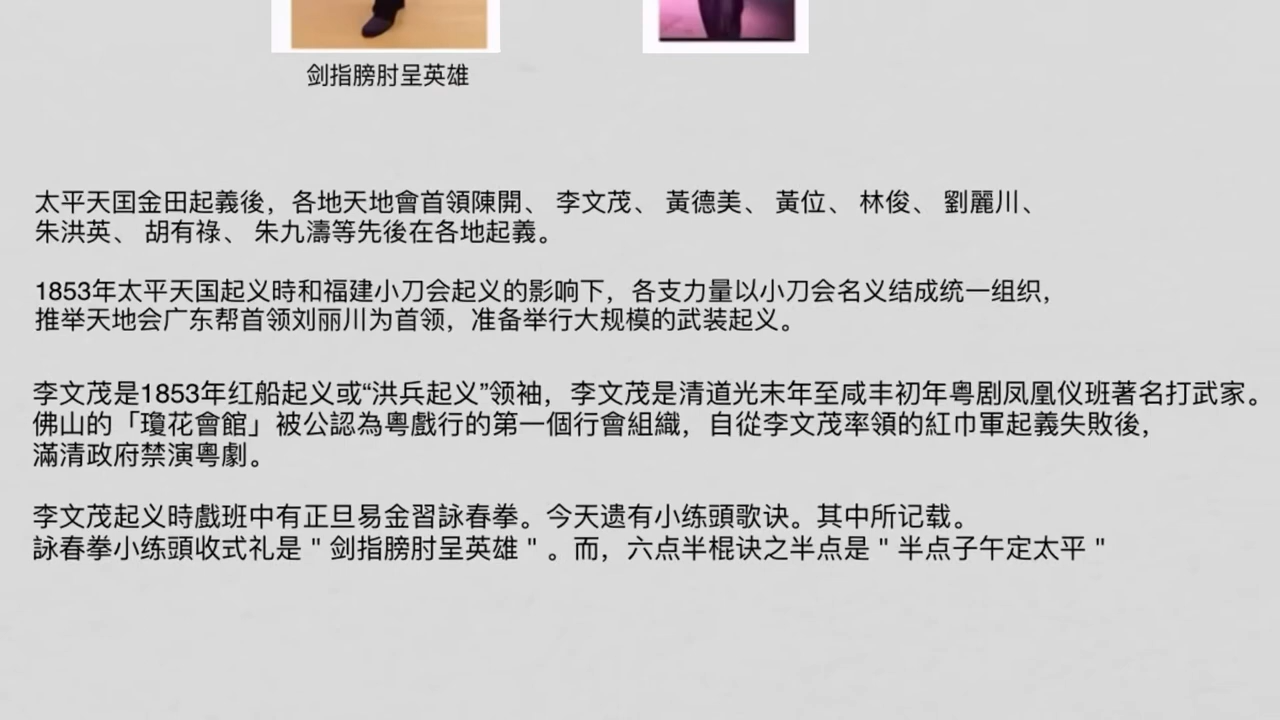 剑指膀肘呈英雄
太平天囯金田起義後，各地天地會首領陳開、 李文茂、 黃德美、 黃位、 林俊、 劉麗川、
朱洪英、 胡有祿、 朱九濤等先後在各地起義。
1853年太平天国起义時和福建小刀会起义的影响下，各支力量以小刀会名义结成统一组织，
推举天地会广东帮首领刘丽川为首领，准备举行大规模的武装起义。
李文茂是1853年红船起义或“洪兵起义”领袖，李文茂是清道光末年至咸丰初年粤剧凤凰仪班著名打武家。
佛山的「瓊花會館」被公認為粵戲行的第一個行會組織，自從李文茂率領的紅巾軍起義失敗後，
滿清政府禁演粵劇。
李文茂起义時戲班中有正旦易金習詠春拳。今天遗有小练頭歌诀。其中所记载。
詠春拳小练頭收式礼是＂剑指膀肘呈英雄＂。而，六点半棍诀之半点是＂半点子午定太平＂